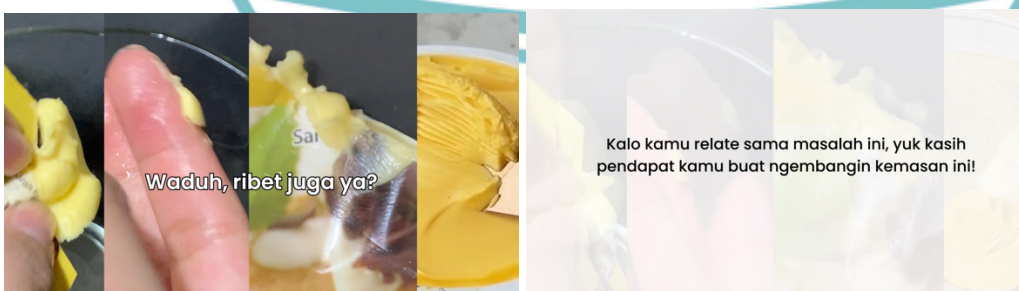 Waduh, ribet juga ya?
Kalo kamu relate sama masalah ini, yuk kasih
pendapat kamu buat ngembangin kemasan ini!